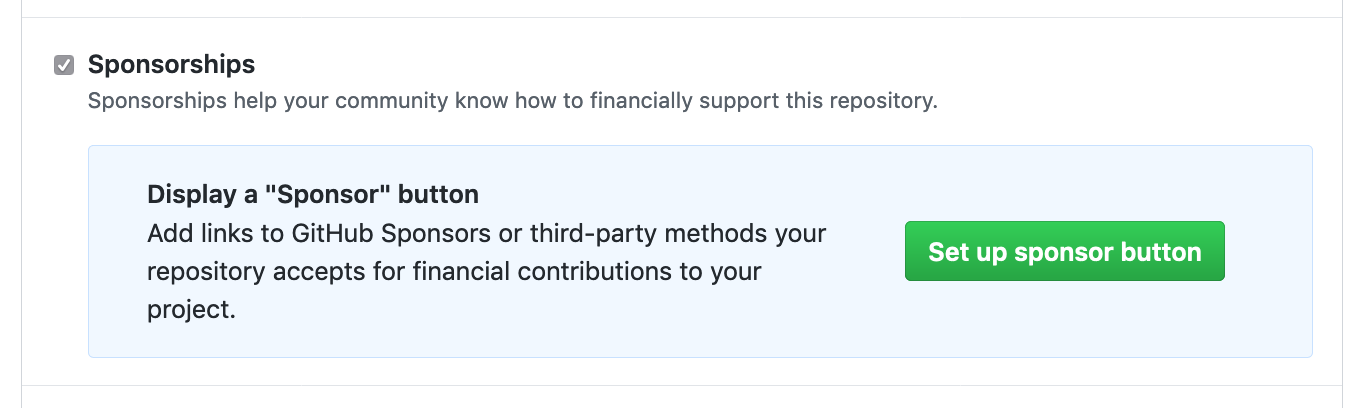 Sponsorships
Sponsorships help your community know how to financially support this repository.
Display a "Sponsor" button
Add links to GitHub Sponsors or third-party methods your
repository accepts for financial contributions to your
project.
Set up sponsor button